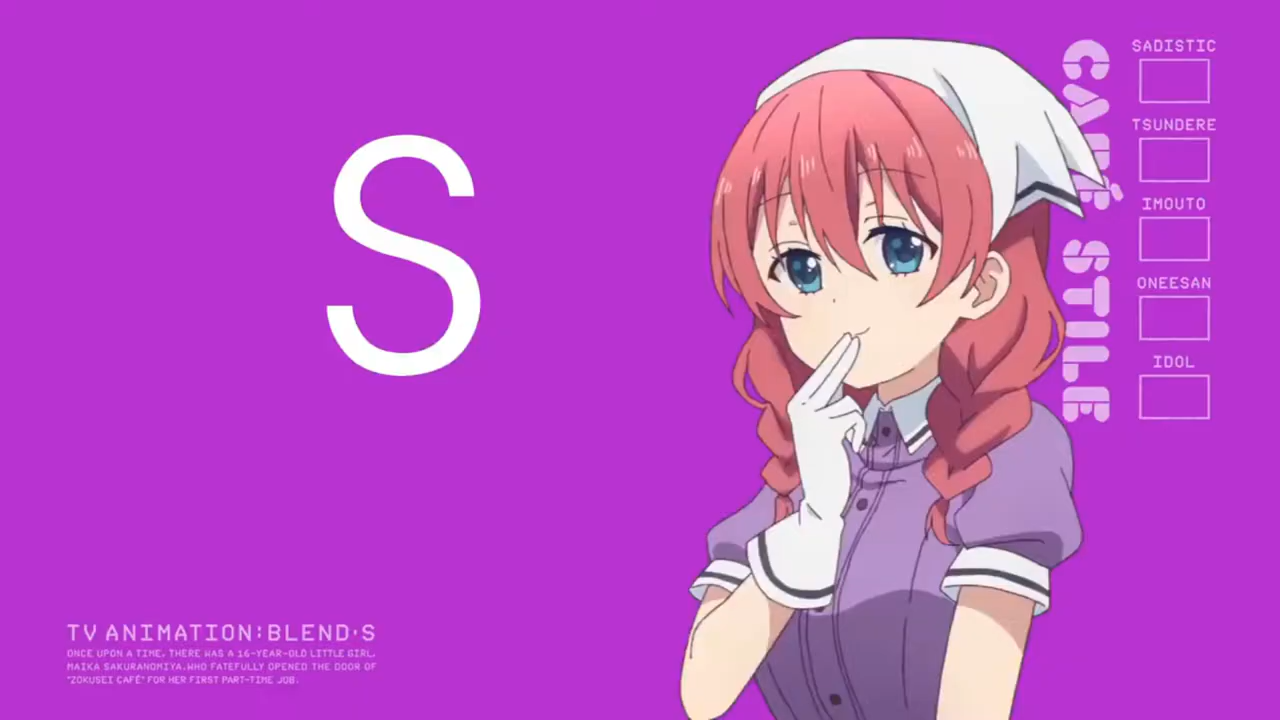 S
SADISTIC
TSUNDERE
IMOUTO
ONEESAN
IDOL
CAFÉ STILE
TV ANIMATION:BLEND·S
ONCE UPON A TIME, THERE WAS A 16-YEAR-OLD LITTLE GIRL,
MAIKA SAKURANOMIYA.WHO FATEFULLY OPENED THE DOOR OF
"ZOKUSEI CAFÉ" FOR HER FIRST PART-TIME JOB.